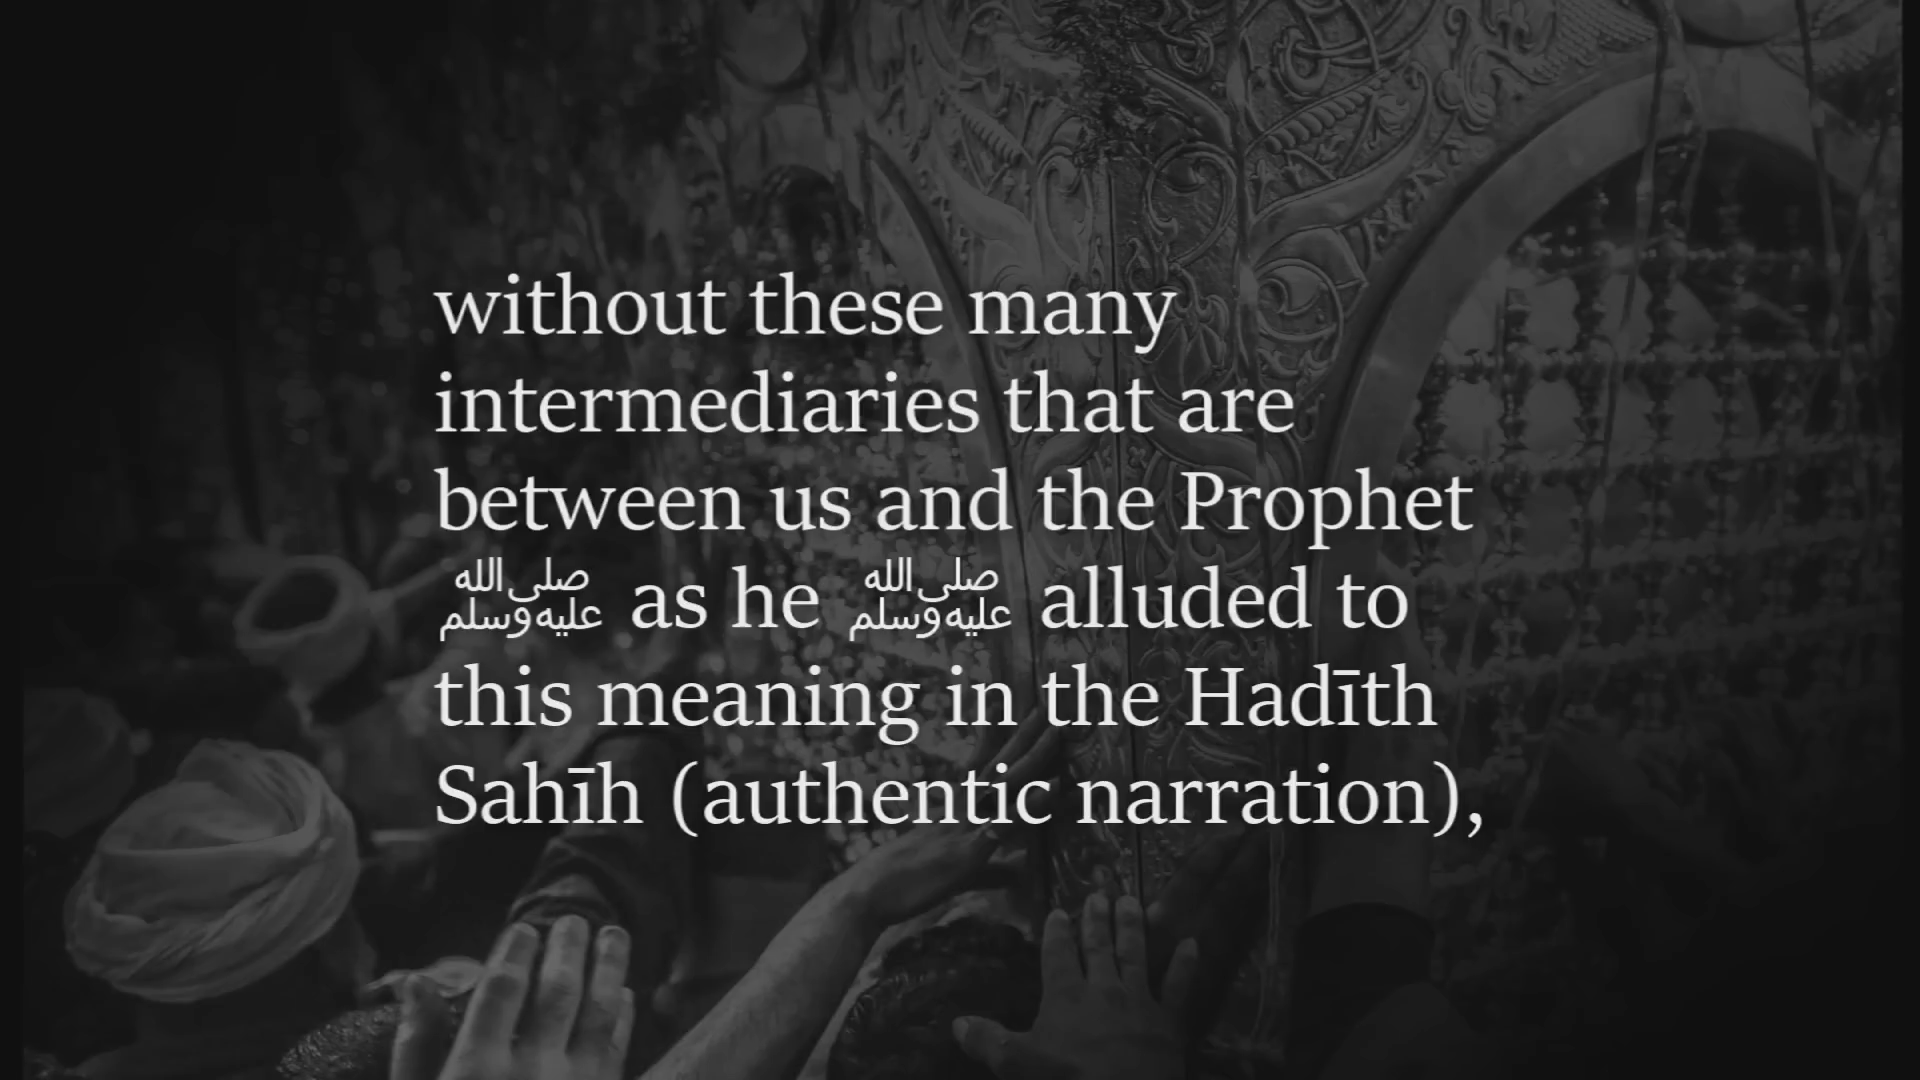 without these many
intermediaries that are
between us and the Prophet
ﷺ as he ﷺ alluded to
this meaning in the Hadīth
Sahīh (authentic narration),